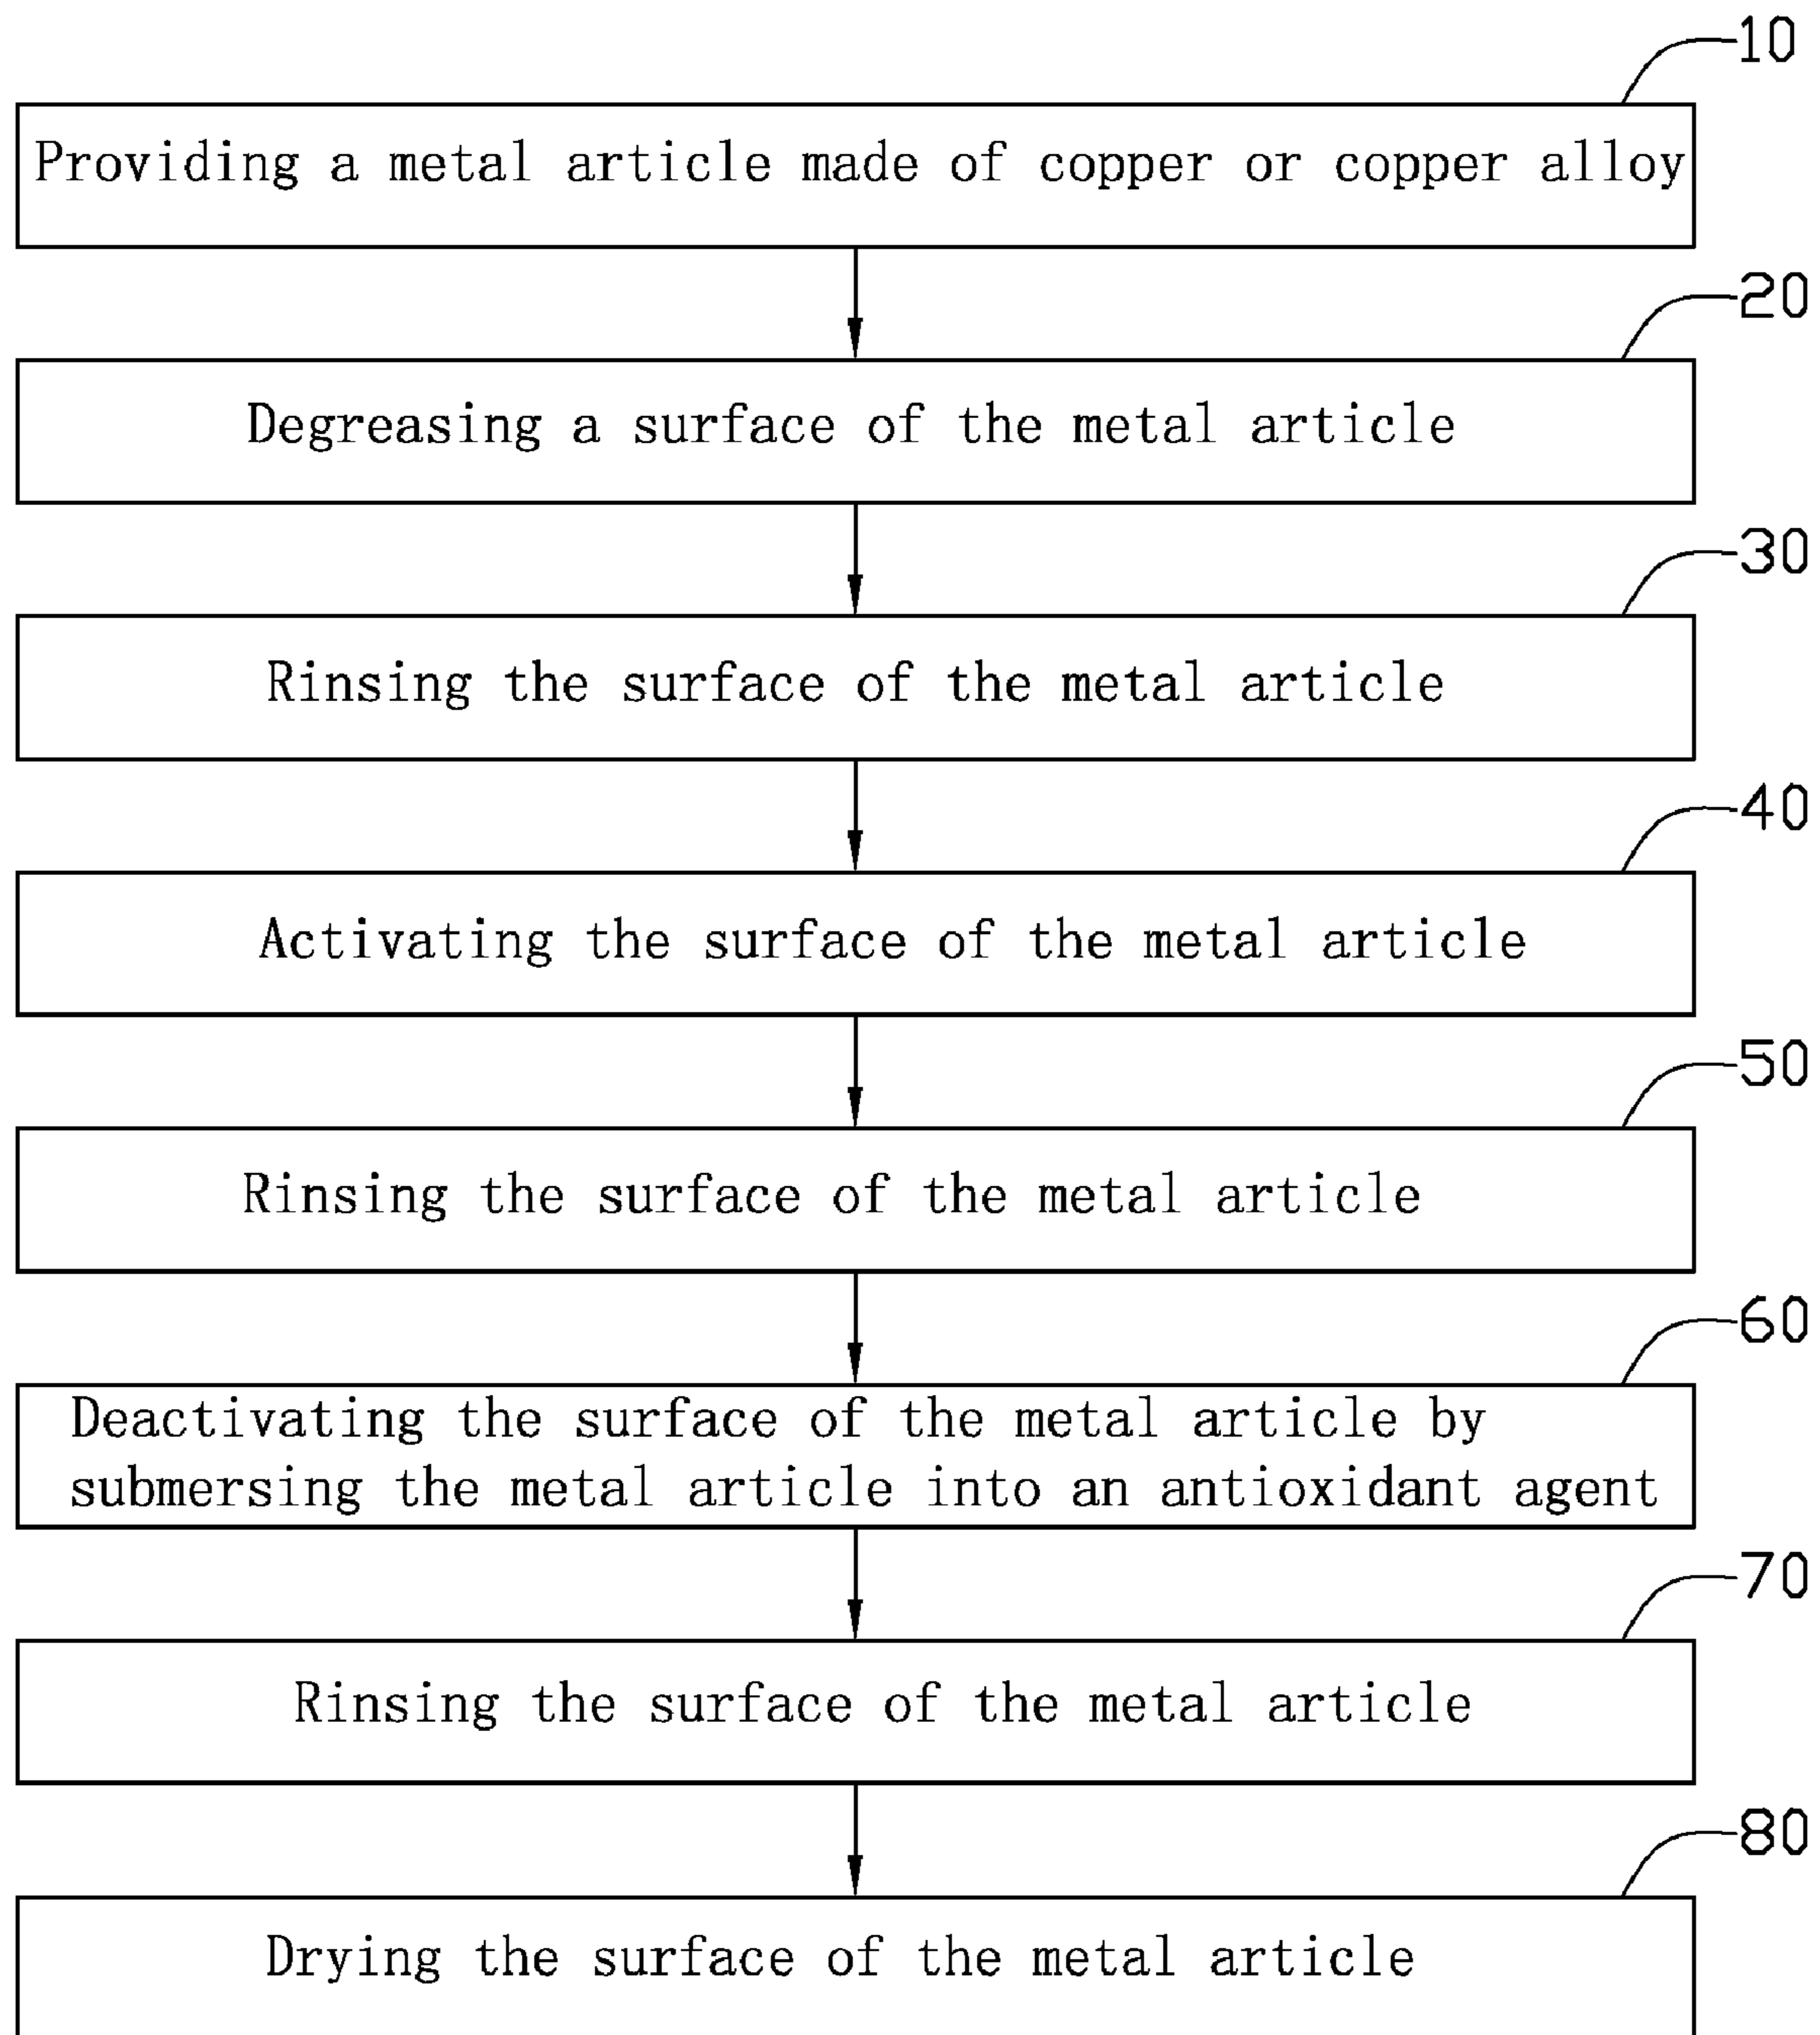 10
Providing a metal article made of copper or copper alloy
20
Degreasing a surface of the metal article
30
Rinsing the surface of the metal article
40
Activating the surface of the metal article
50
Rinsing the surface of the metal article
60
Deactivating the surface of the metal article by
submersing the metal article into an antioxidant agent
70
Rinsing the surface of the metal article
80
Drying the surface of the metal article